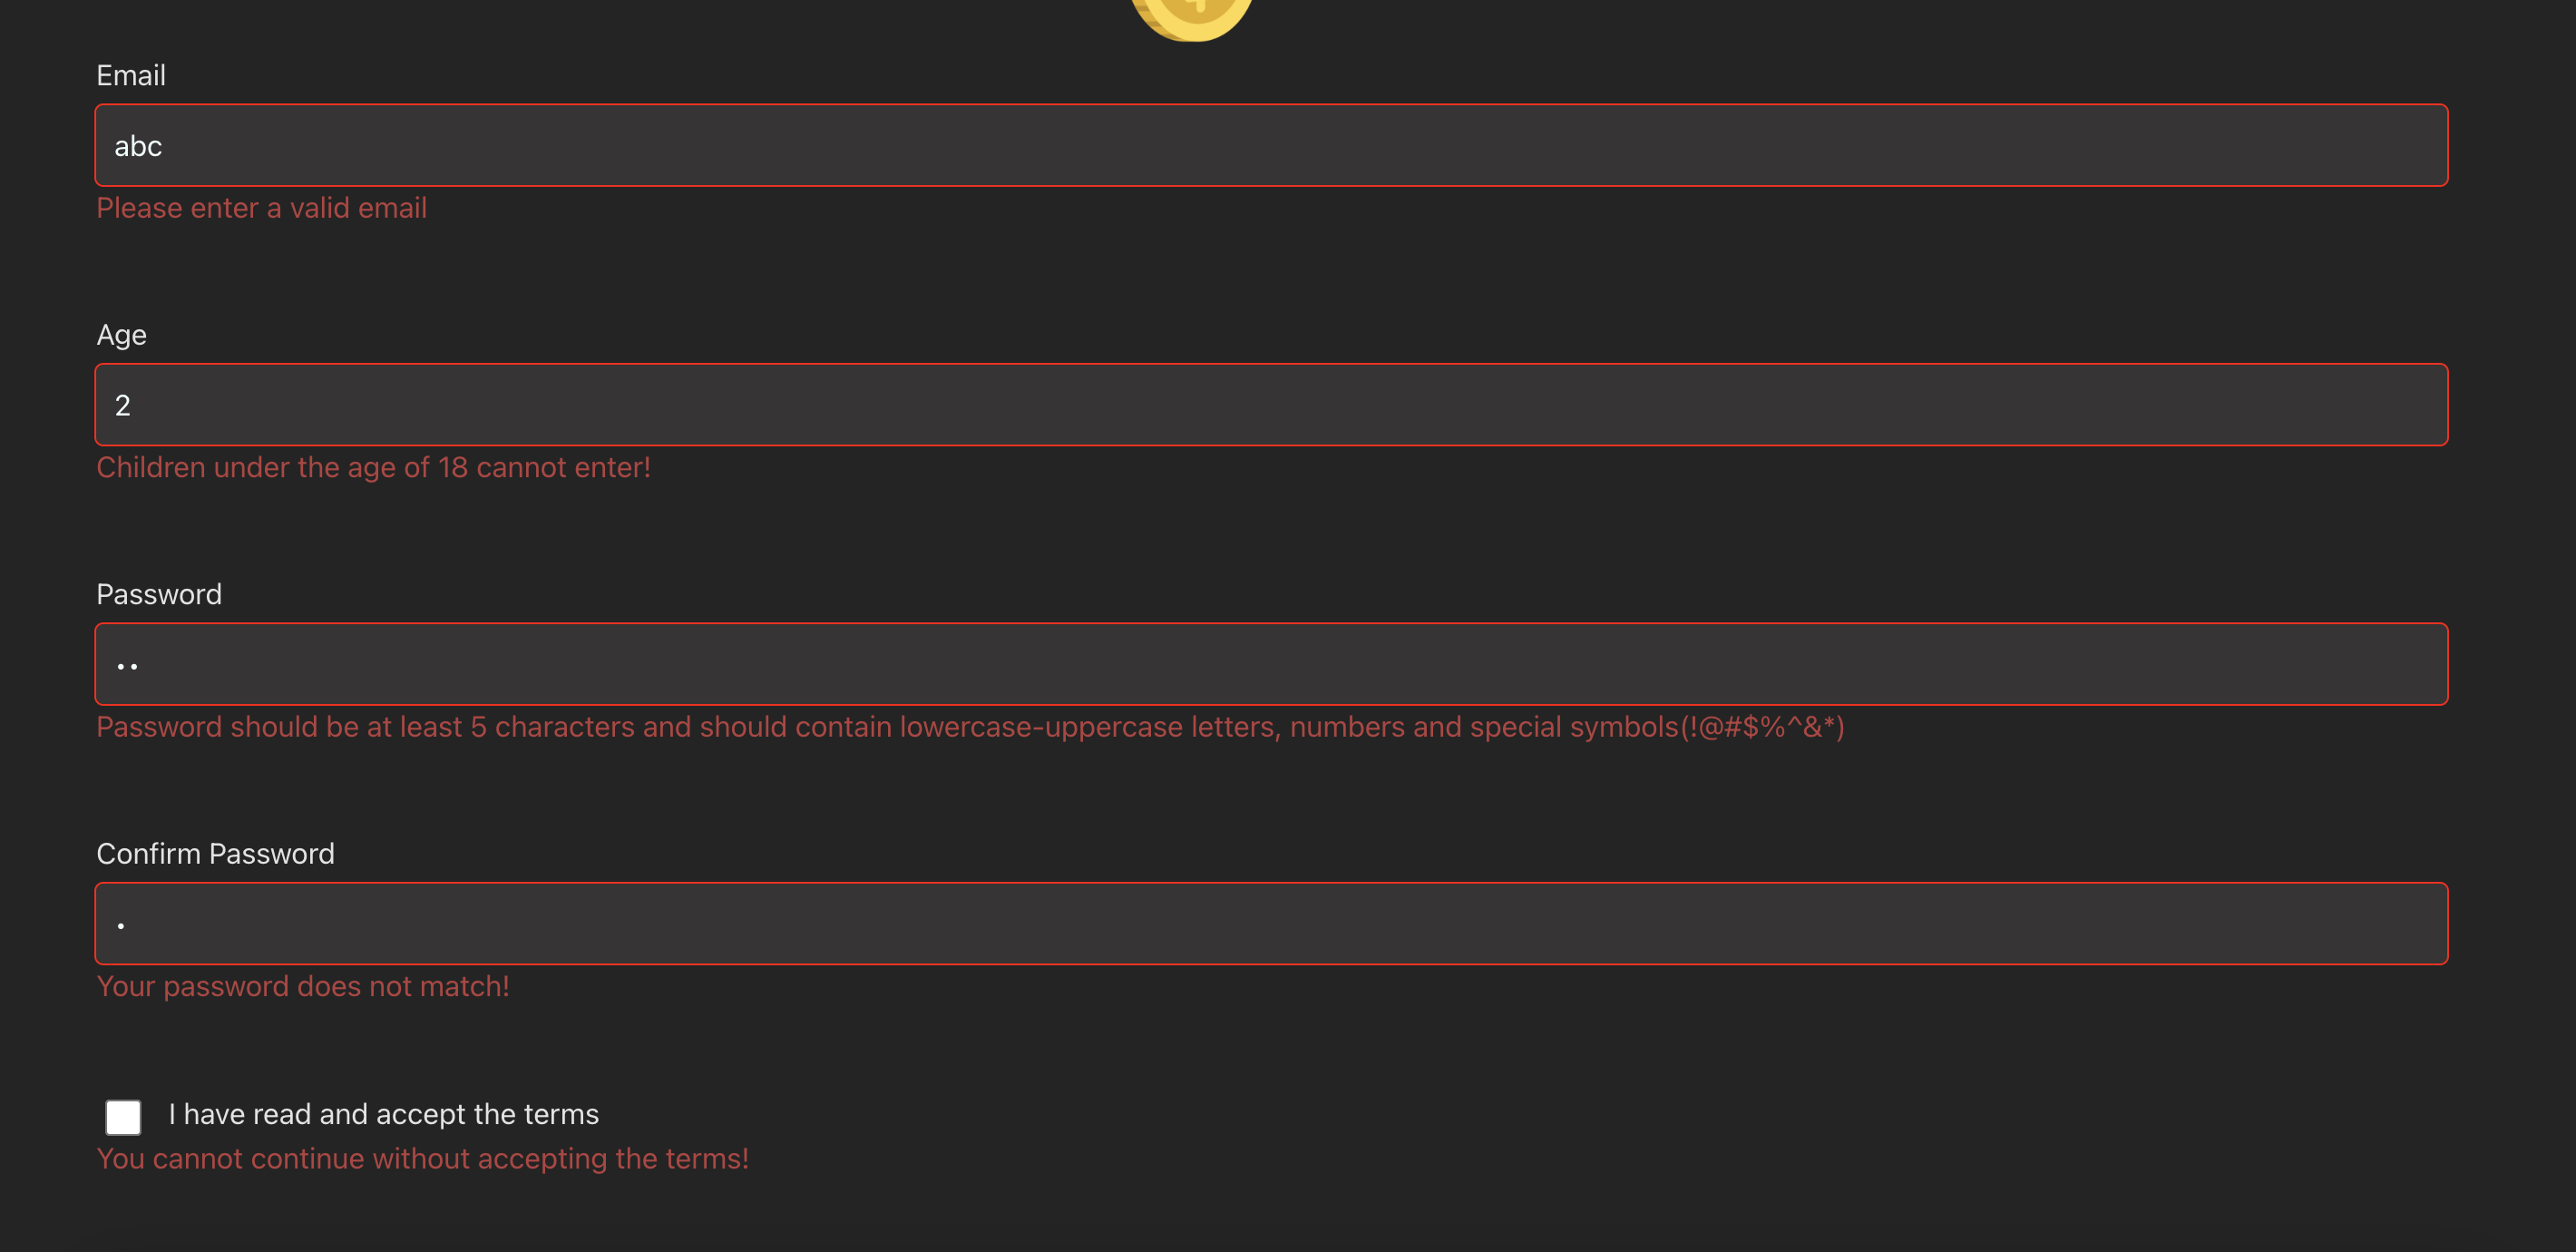 Email
abc
Please enter a valid email
Age
2
Children under the age of 18 cannot enter!
Password
••
Password should be at least 5 characters and should contain lowercase-uppercase letters, numbers and special symbols(!@#$%^&*)
Confirm Password
•
Your password does not match!
I have read and accept the terms
You cannot continue without accepting the terms!